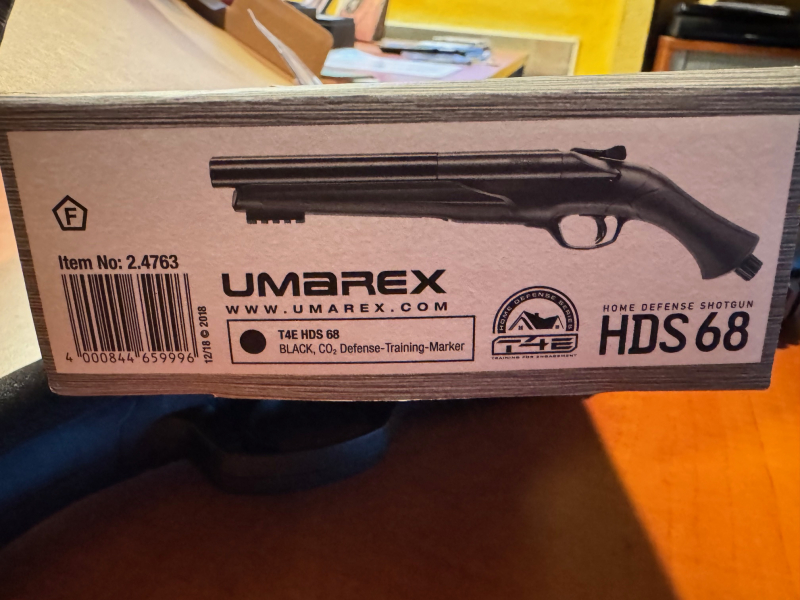 F
Item No: 2.4763
4 000844 659996
12/18 © 2018
UMAREX
WWW.UMAREX.COM
T4E HDS 68
BLACK, CO₂ Defense-Training-Marker
HOME DEFENSE SERIES
T4E
TRAINING FOR ENGAGEMENT
HOME DEFENSE SHOTGUN
HDS 68